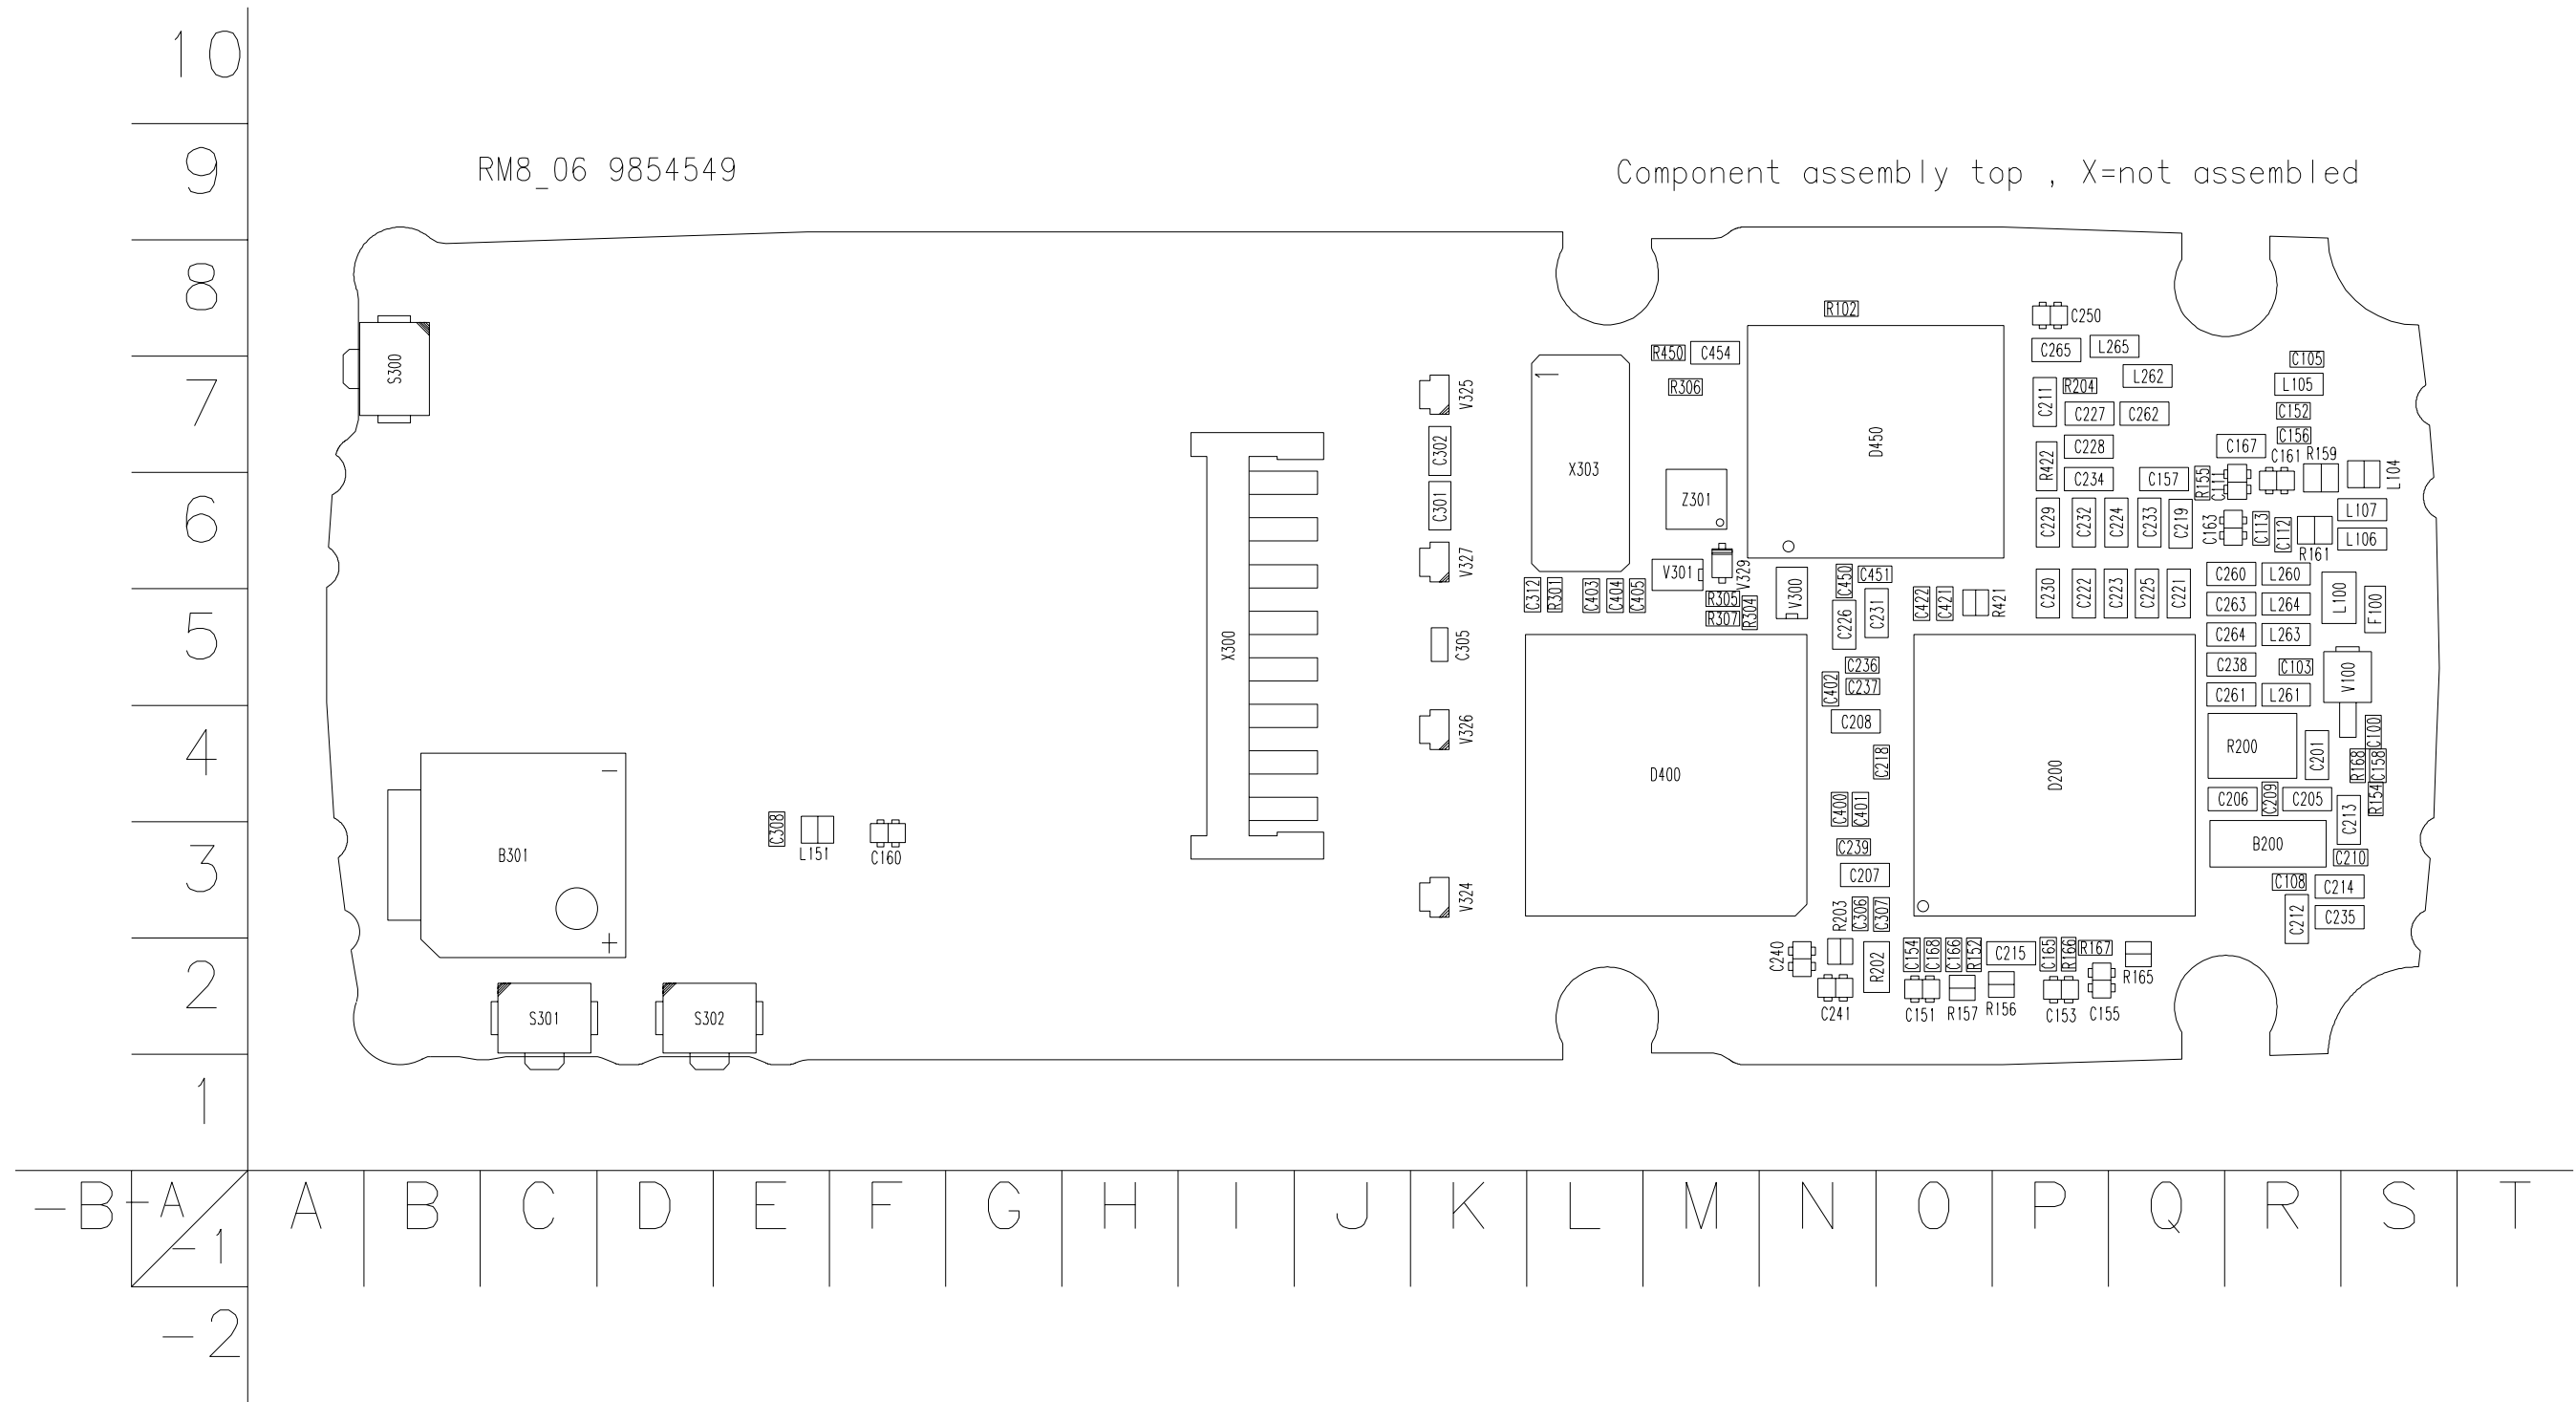 10
9
RM8_06 9854549
Component assembly top , X=not assembled
8
R102
C250
S300
R450
C454
C265
L265
C105
7
V325
1
R306
C211
R204
L262
L105
C227
C262
C152
C302
D450
C228
C167
C156
X303
R422
C234
C157
R155
C111
C161
R159
L104
6
C301
Z301
C229
C232
C224
C233
C219
C163
C113
C112
R161
L107
L106
V327
V301
V329
C312
R301
C403
C404
C405
R305
R307
R304
V300
C450
C451
C226
C231
C422
C421
R421
C230
C222
C223
C225
C221
C260
L260
C263
L264
L100
F100
5
X300
C305
C264
L263
C236
C237
C402
C238
C103
V100
C261
L261
4
V326
C208
C218
D400
D200
R200
C201
C100
R168
C158
R154
C400
C401
C206
C209
C205
C213
3
B301
C308
L151
C160
C239
C207
B200
C210
C108
C214
V324
R203
C306
C307
C212
C235
2
C240
R202
C154
C168
C166
R152
C215
C165
R166
R167
R165
S301
S302
C241
C151
R157
R156
C153
C155
1
-B
-A
-1
A
B
C
D
E
F
G
H
I
J
K
L
M
N
O
P
Q
R
S
T
-2